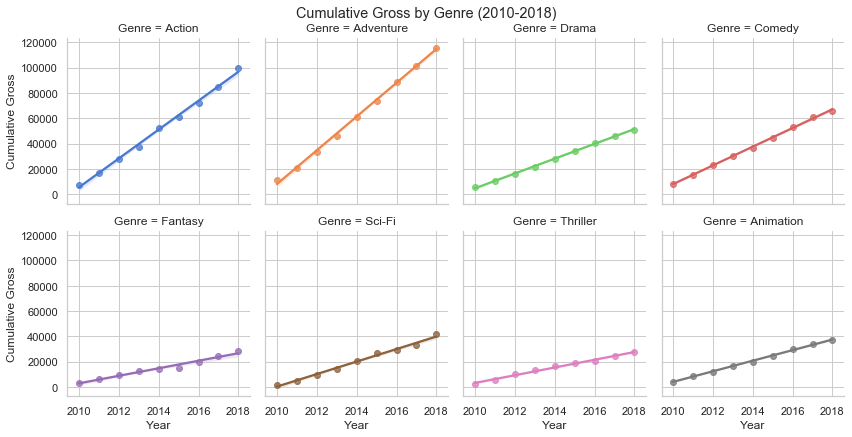 Cumulative Gross by Genre (2010-2018)
Genre = Action
Genre = Adventure
Genre = Drama
Genre = Comedy
120000
100000
80000
60000
40000
20000
0
Cumulative Gross
Genre = Fantasy
Genre = Sci-Fi
Genre = Thriller
Genre = Animation
120000
100000
80000
60000
40000
20000
0
Cumulative Gross
2010 2012 2014 2016 2018
2010 2012 2014 2016 2018
2010 2012 2014 2016 2018
2010 2012 2014 2016 2018
Year
Year
Year
Year